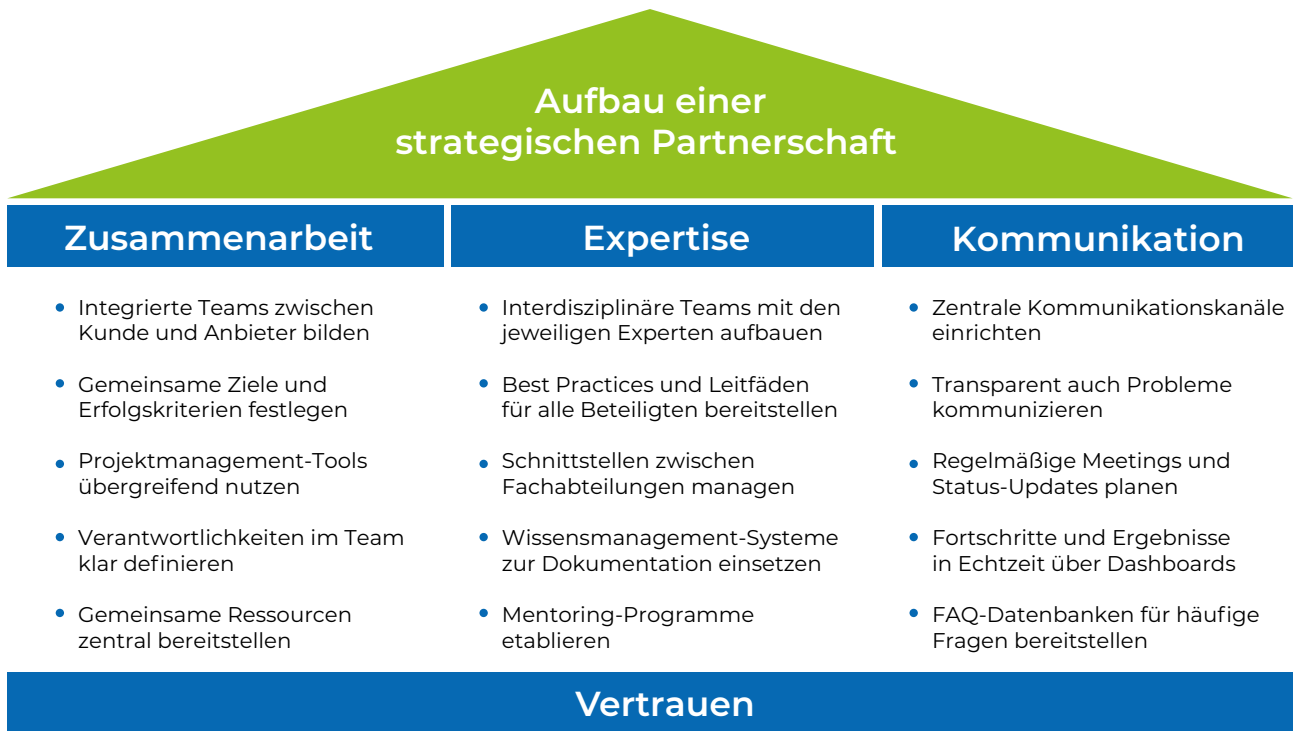 Aufbau einer
strategischen Partnerschaft
Zusammenarbeit
Integrierte Teams zwischen
Kunde und Anbieter bilden
Gemeinsame Ziele und
Erfolgskriterien festlegen
Projektmanagement-Tools
übergreifend nutzen
Verantwortlichkeiten im Team
klar definieren
Gemeinsame Ressourcen
zentral bereitstellen
Expertise
Interdisziplinäre Teams mit den
jeweiligen Experten aufbauen
Best Practices und Leitfäden
für alle Beteiligten bereitstellen
Schnittstellen zwischen
Fachabteilungen managen
Wissensmanagement-Systeme
zur Dokumentation einsetzen
Mentoring-Programme
etablieren
Kommunikation
Zentrale Kommunikationskanäle
einrichten
Transparent auch Probleme
kommunizieren
Regelmäßige Meetings und
Status-Updates planen
Fortschritte und Ergebnisse
in Echtzeit über Dashboards
FAQ-Datenbanken für häufige
Fragen bereitstellen
Vertrauen